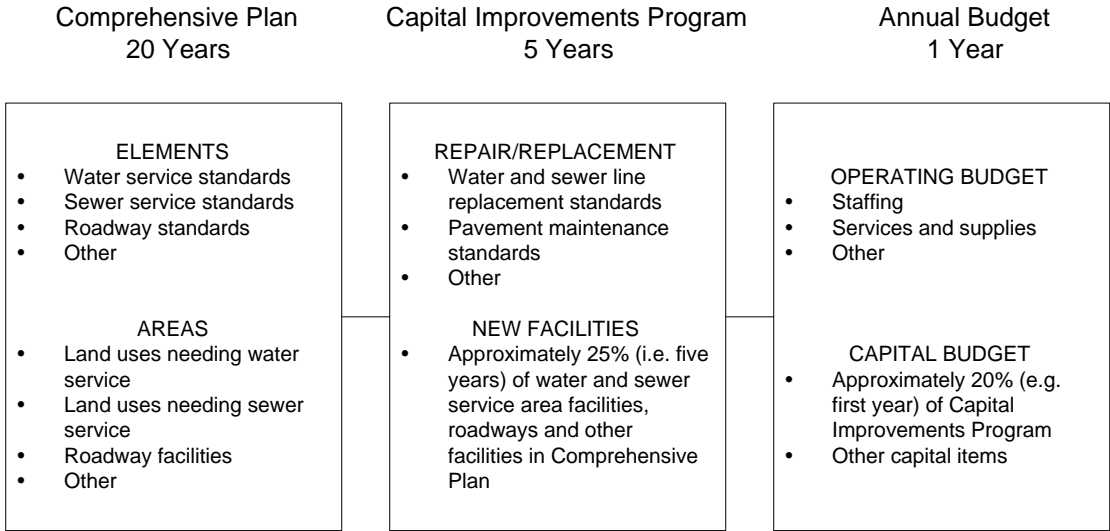 Comprehensive Plan
20 Years
Capital Improvements Program
5 Years
Annual Budget
1 Year
ELEMENTS
• Water service standards
• Sewer service standards
• Roadway standards
• Other
AREAS
• Land uses needing water
service
• Land uses needing sewer
service
• Roadway facilities
• Other
REPAIR/REPLACEMENT
• Water and sewer line
replacement standards
• Pavement maintenance
standards
• Other
NEW FACILITIES
• Approximately 25% (i.e. five
years) of water and sewer
service area facilities,
roadways and other
facilities in Comprehensive
Plan
OPERATING BUDGET
• Staffing
• Services and supplies
• Other
CAPITAL BUDGET
• Approximately 20% (e.g.
first year) of Capital
Improvements Program
• Other capital items